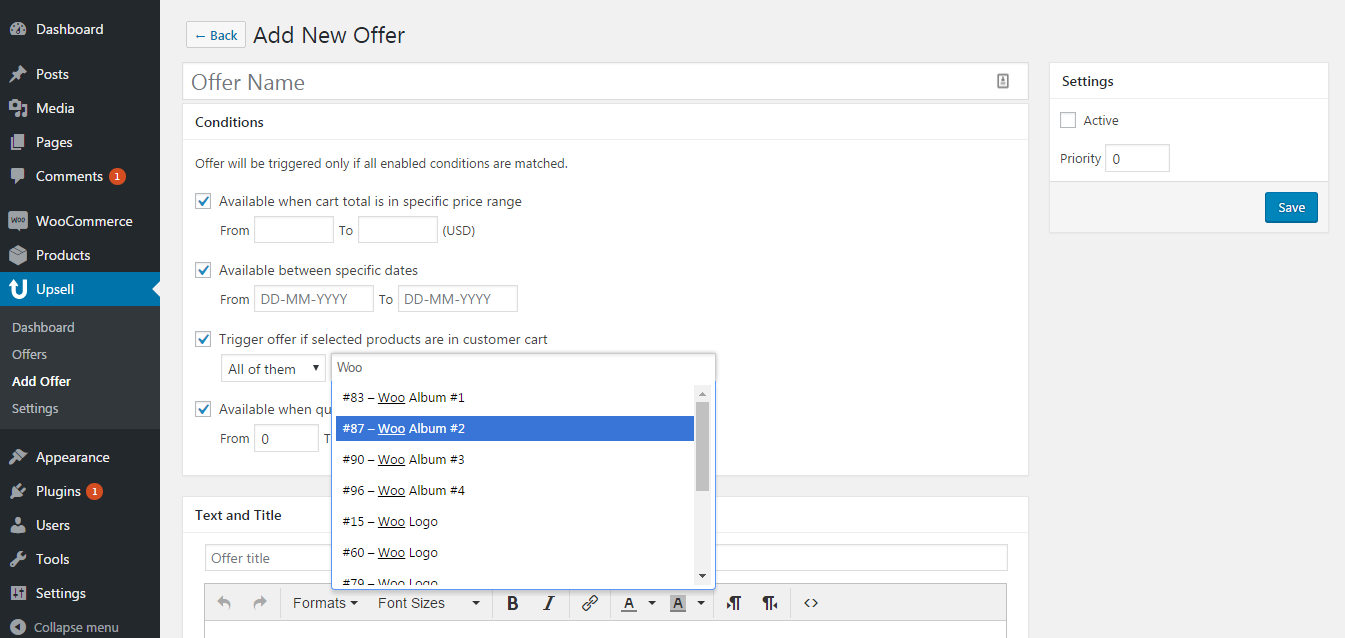 Dashboard
Posts
Media
Pages
Comments 1
WooCommerce
Products
Upsell
Dashboard
Offers
Add Offer
Settings
Appearance
Plugins 1
Users
Tools
Settings
Collapse menu
← Back Add New Offer
Offer Name
Conditions
Offer will be triggered only if all enabled conditions are matched.
Available when cart total is in specific price range
From To (USD)
Available between specific dates
From DD-MM-YYYY To DD-MM-YYYY
Trigger offer if selected products are in customer cart
All of them Woo
#83 – Woo Album #1
#87 – Woo Album #2
#90 – Woo Album #3
#96 – Woo Album #4
#15 – Woo Logo
#60 – Woo Logo
#79 – Woo Logo
Available when qu
From 0 T
Text and Title
Offer title
Formats Font Sizes B I A A
Settings
Active
Priority 0
Save